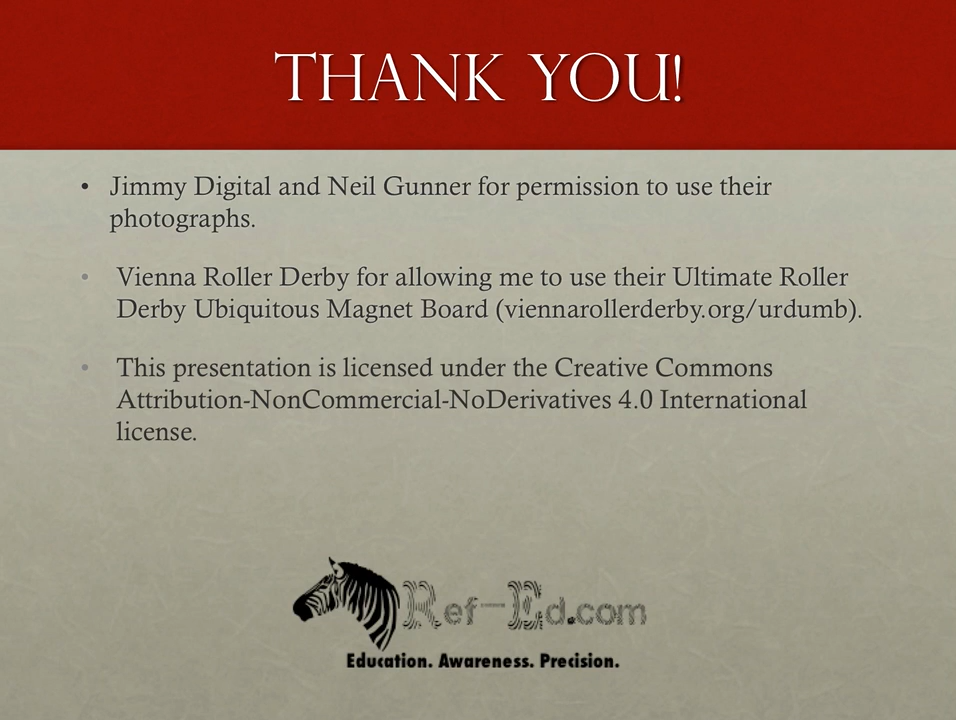 THANK YOU!
• Jimmy Digital and Neil Gunner for permission to use their
photographs.
• Vienna Roller Derby for allowing me to use their Ultimate Roller
Derby Ubiquitous Magnet Board (viennarollerderby.org/urdumb).
• This presentation is licensed under the Creative Commons
Attribution-NonCommercial-NoDerivatives 4.0 International
license.
Ref-Ed.com
Education. Awareness. Precision.